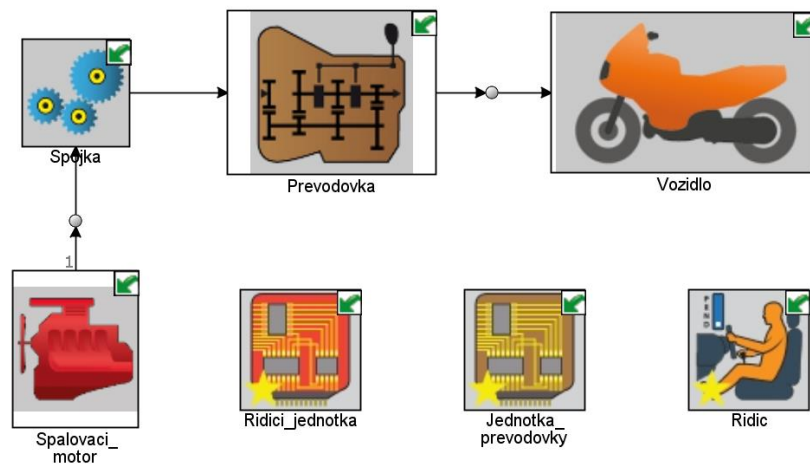 Spojka
Prevodovka
Vozidlo
1
Spalovaci_
motor
Ridici_jednotka
Jednotka_
prevodovky
P
E
N
D
Ridic